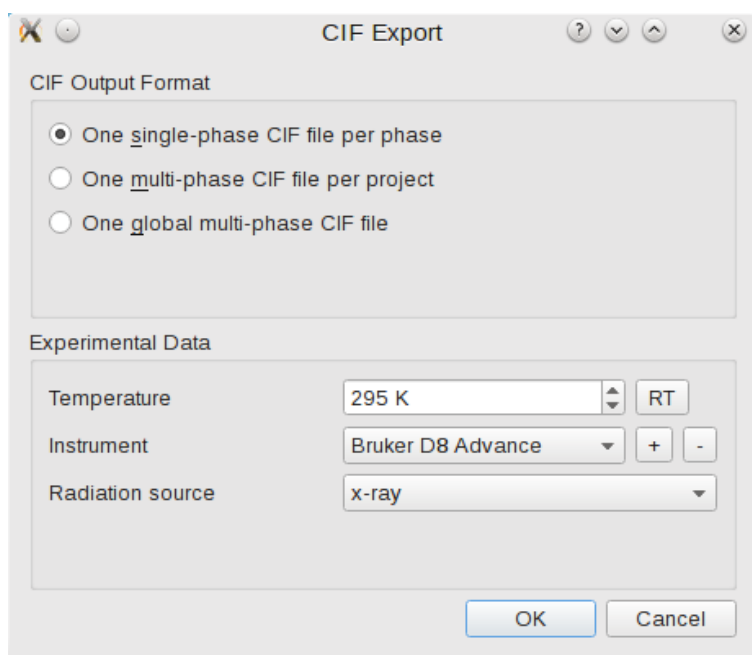 CIF Export
CIF Output Format
One single-phase CIF file per phase
One multi-phase CIF file per project
One global multi-phase CIF file
Experimental Data
Temperature 295 K RT
Instrument Bruker D8 Advance + -
Radiation source x-ray
OK Cancel